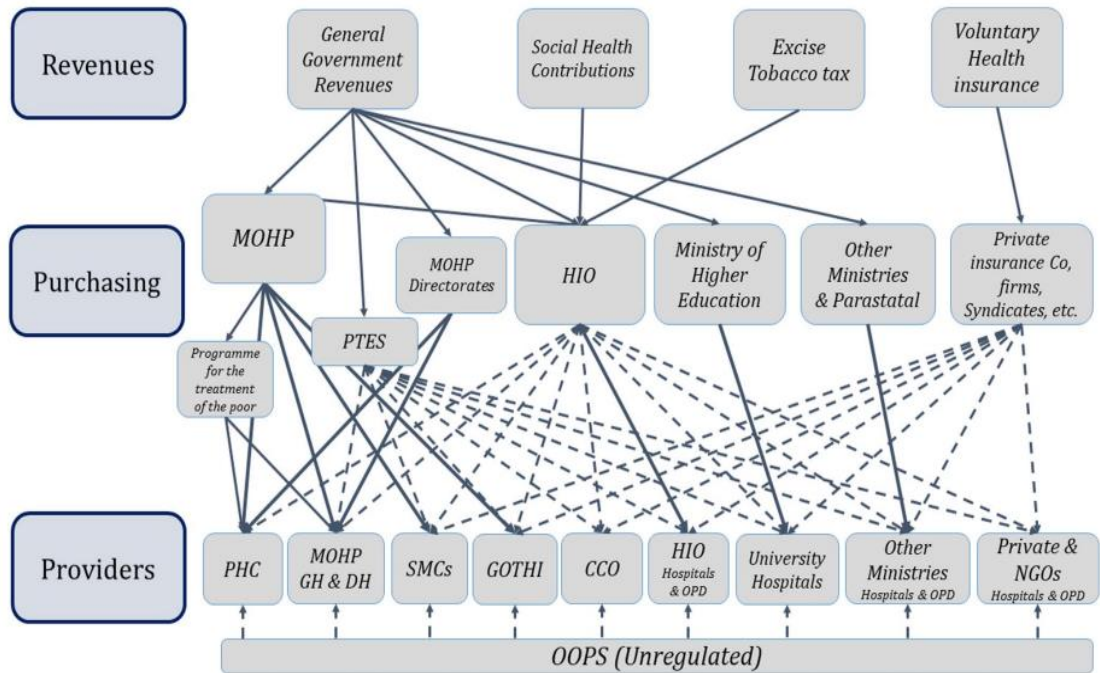 Revenues
General
Government
Revenues
Social Health
Contributions
Excise
Tobacco tax
Voluntary
Health
insurance
Purchasing
MOHP
MOHP
Directorates
HIO
Ministry of
Higher
Education
Other
Ministries
& Parastatal
Private
insurance Co,
firms,
Syndicates, etc.
PTES
Programme
for the
treatment
of the poor
Providers
PHC
MOHP
GH & DH
SMCs
GOTHI
CCO
HIO
Hospitals
& OPD
University
Hospitals
Other
Ministries
Hospitals & OPD
Private &
NGOs
Hospitals & OPD
OOPS (Unregulated)